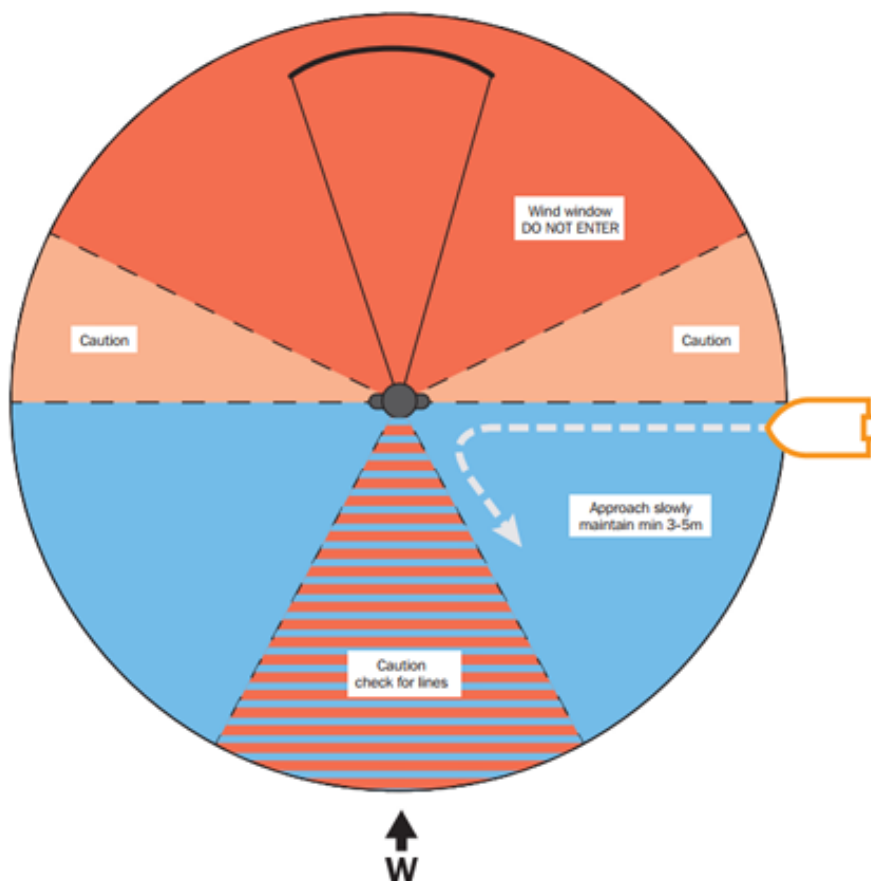 Wind window
DO NOT ENTER
Caution
Caution
Approach slowly
maintain min 3-5m
Caution
check for lines
W